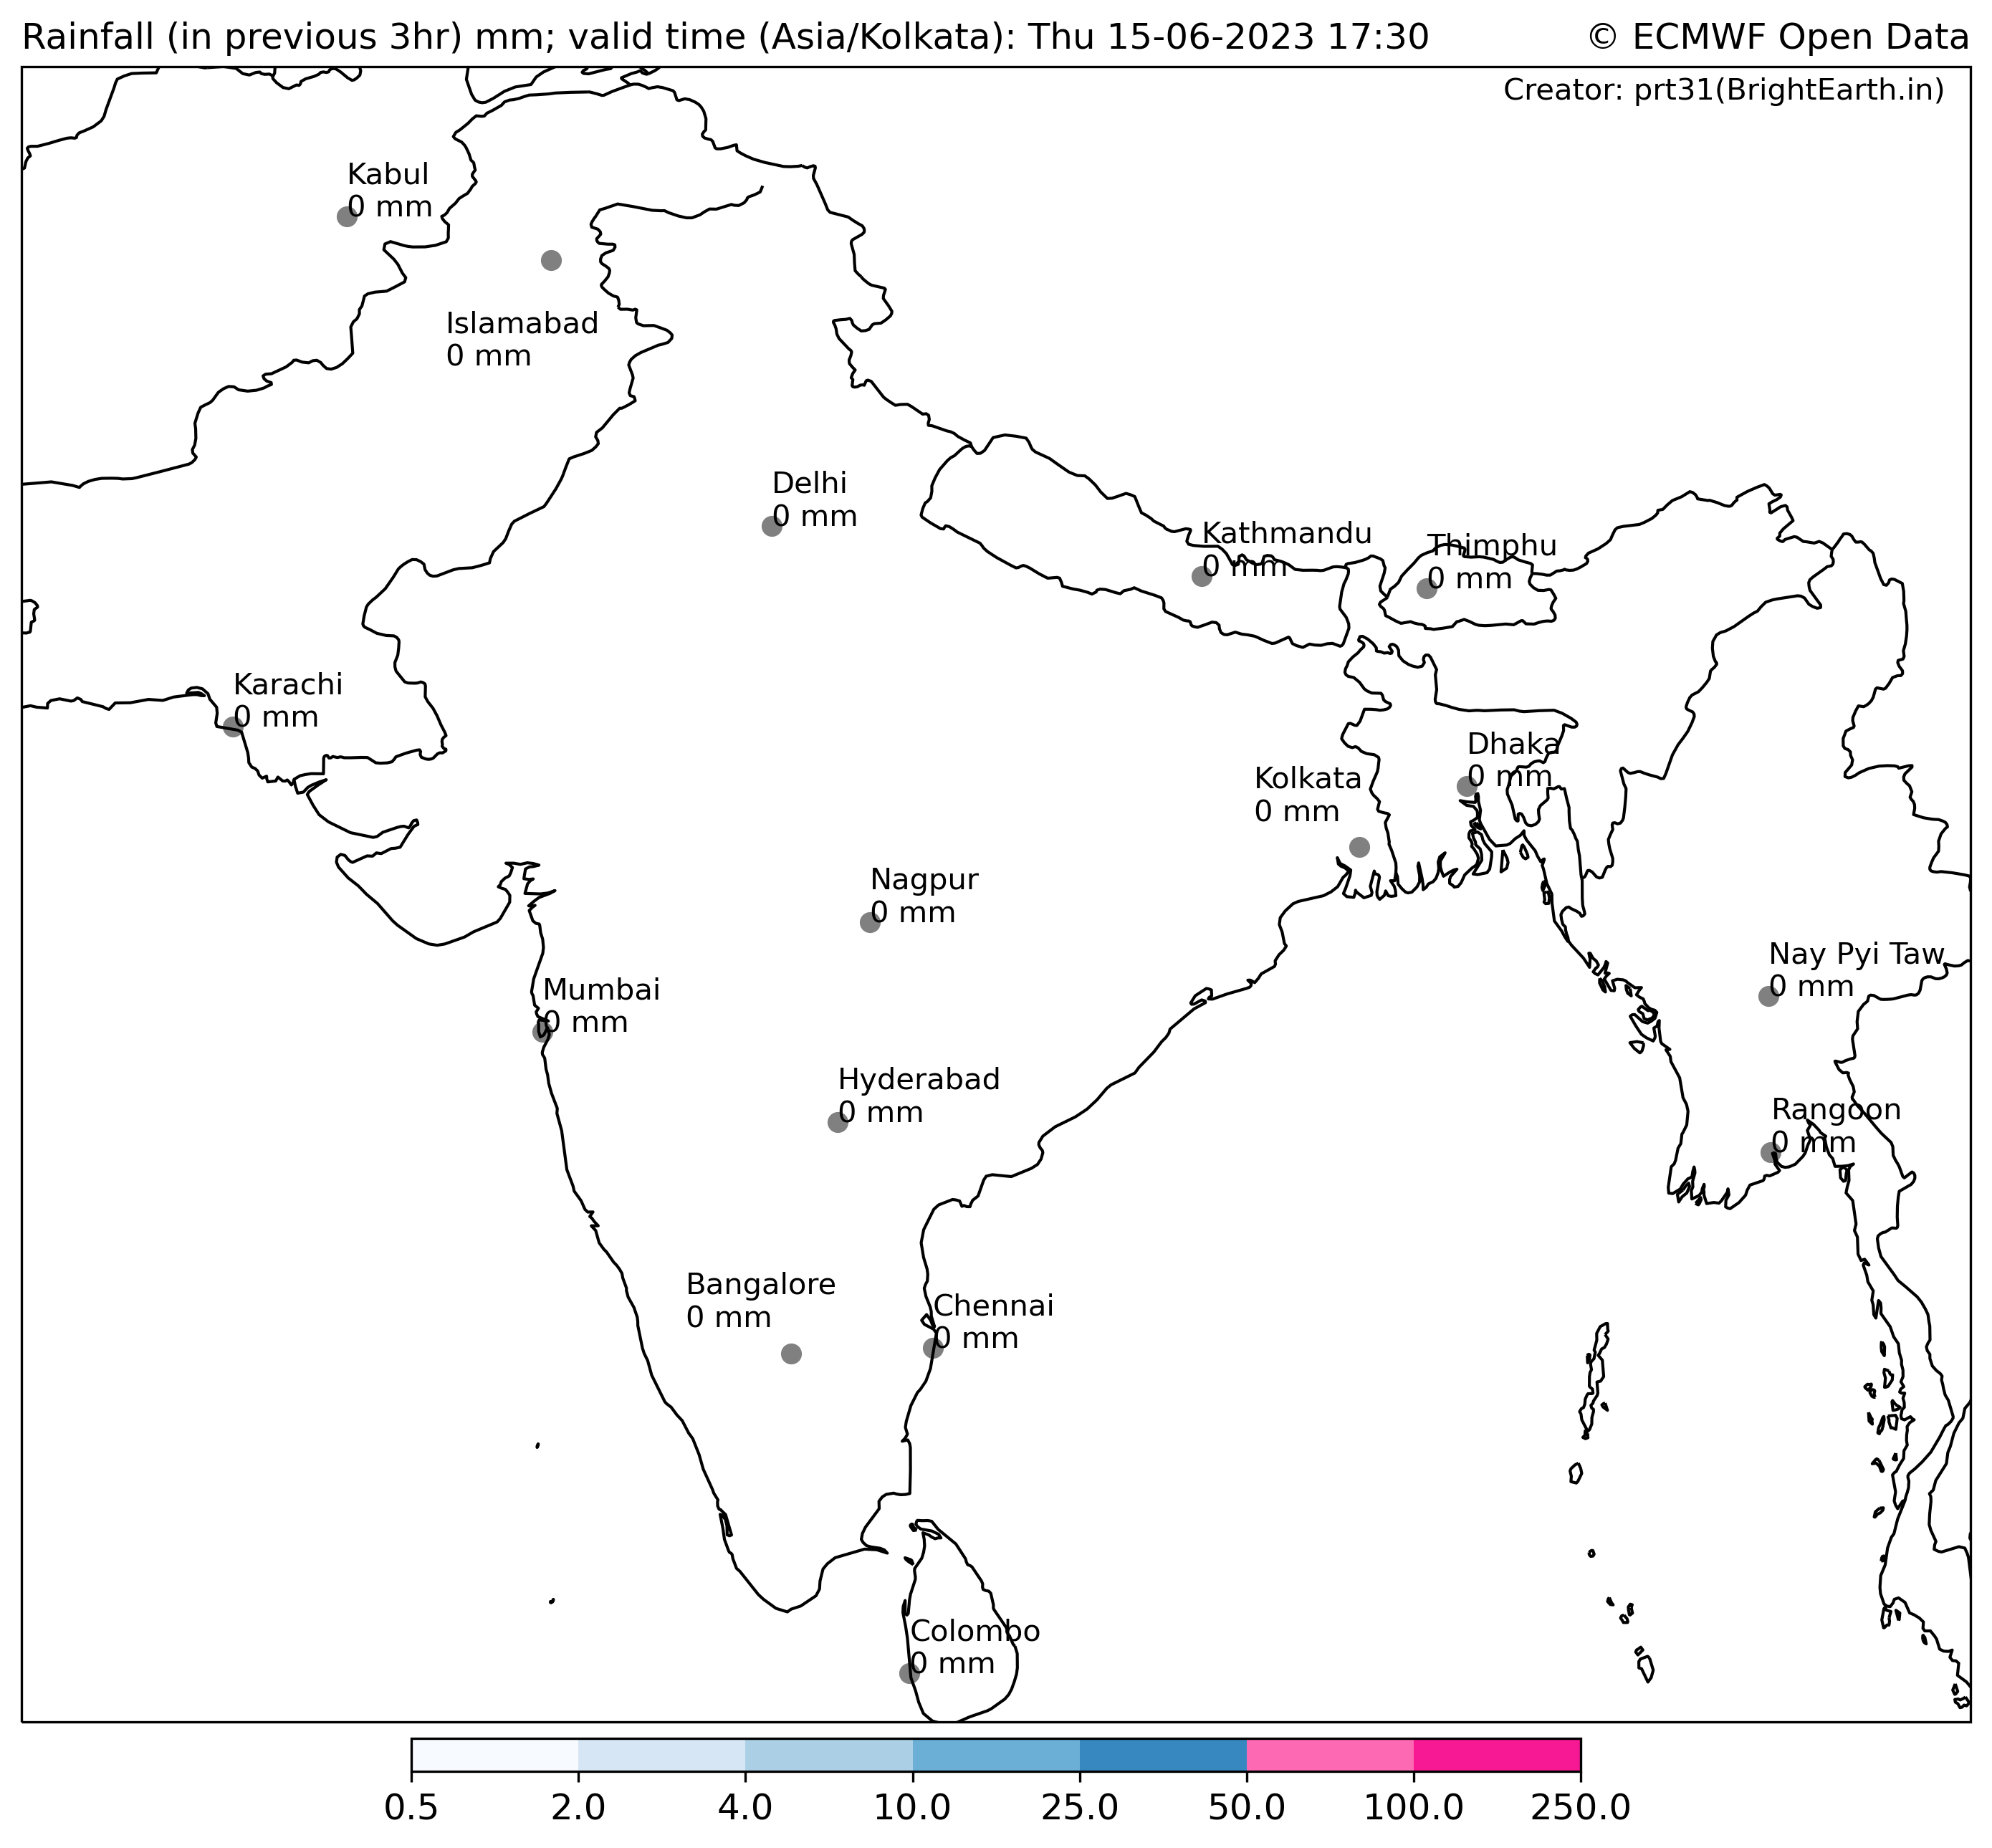 Rainfall (in previous 3hr) mm; valid time (Asia/Kolkata): Thu 15-06-2023 17:30
© ECMWF Open Data
Creator: prt31(BrightEarth.in)
Kabul
0 mm
Islamabad
0 mm
Delhi
0 mm
Kathmandu
0 mm
Thimphu
0 mm
Karachi
0 mm
Dhaka
0 mm
Kolkata
0 mm
Nagpur
0 mm
Nay Pyi Taw
0 mm
Mumbai
0 mm
Hyderabad
0 mm
Rangoon
0 mm
Bangalore
0 mm
Chennai
0 mm
Colombo
0 mm
0.5 2.0 4.0 10.0 25.0 50.0 100.0 250.0